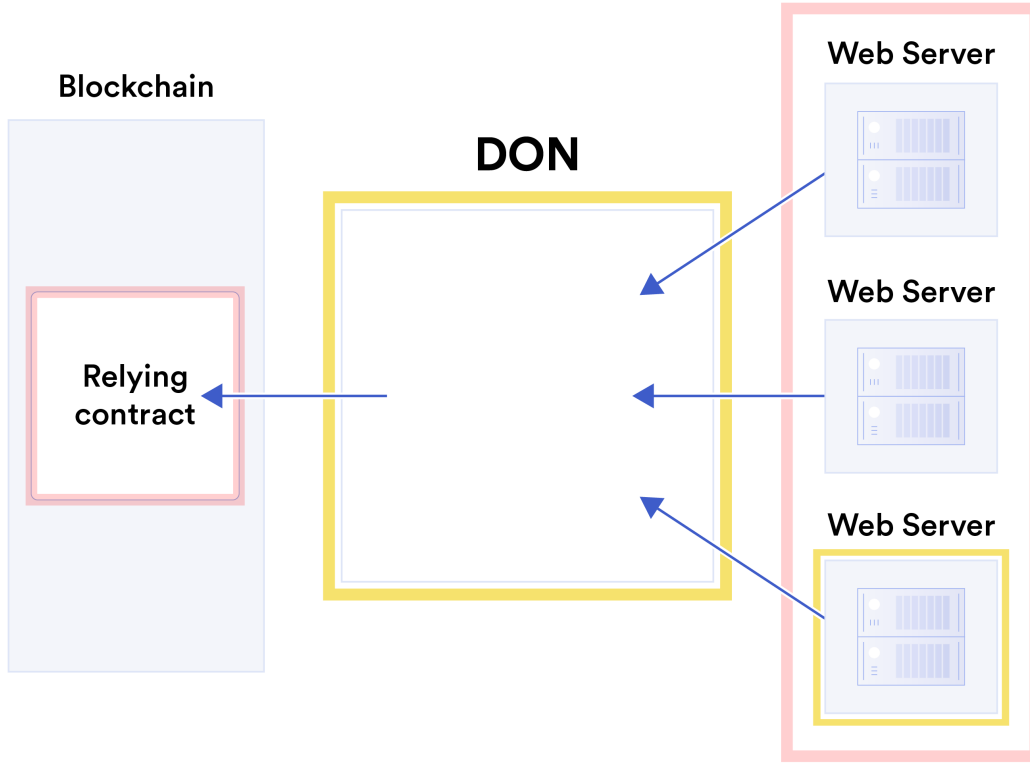 Blockchain
DON
Relying
contract
Web Server
Web Server
Web Server